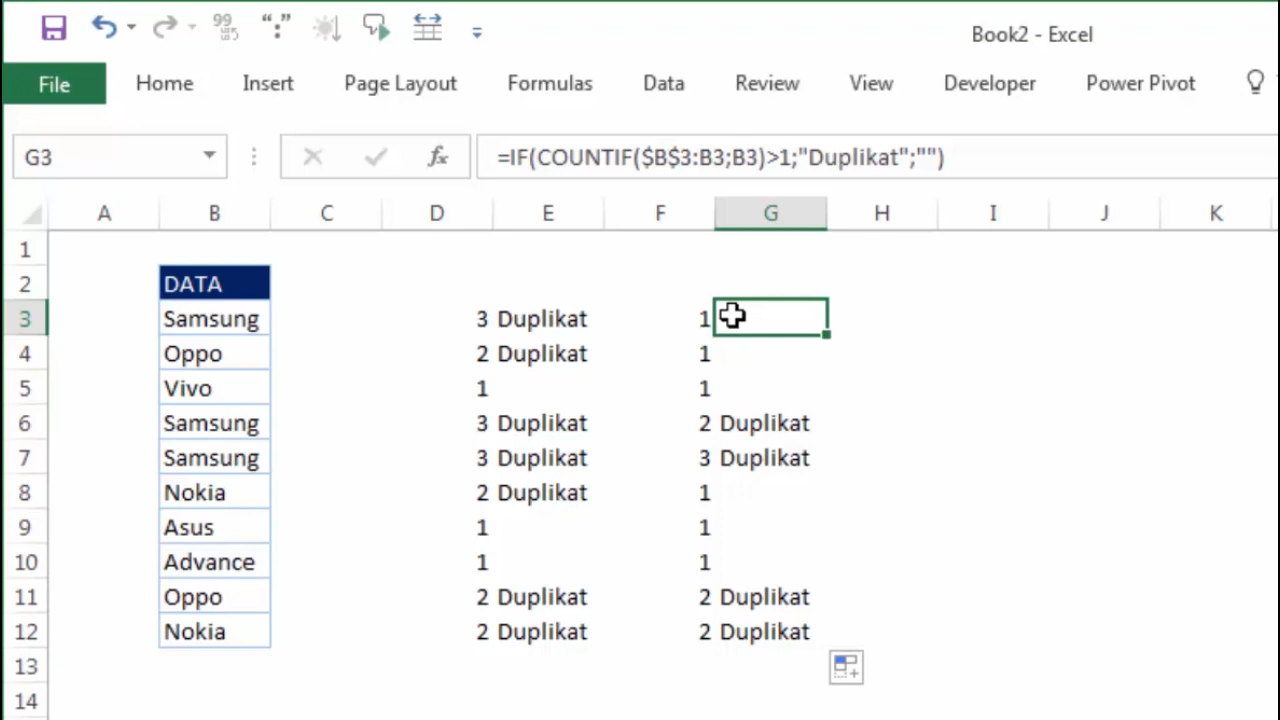 99
Book2 - Excel
File Home Insert Page Layout Formulas Data Review View Developer Power Pivot
G3 fx =IF(COUNTIF($B$3:B3;B3)>1;"Duplikat";"")
A B C D E F G H I J K
1
2 DATA
3 Samsung 3 Duplikat 1
4 Oppo 2 Duplikat 1
5 Vivo 1 1
6 Samsung 3 Duplikat 2 Duplikat
7 Samsung 3 Duplikat 3 Duplikat
8 Nokia 2 Duplikat 1
9 Asus 1 1
10 Advance 1 1
11 Oppo 2 Duplikat 2 Duplikat
12 Nokia 2 Duplikat 2 Duplikat
13
14